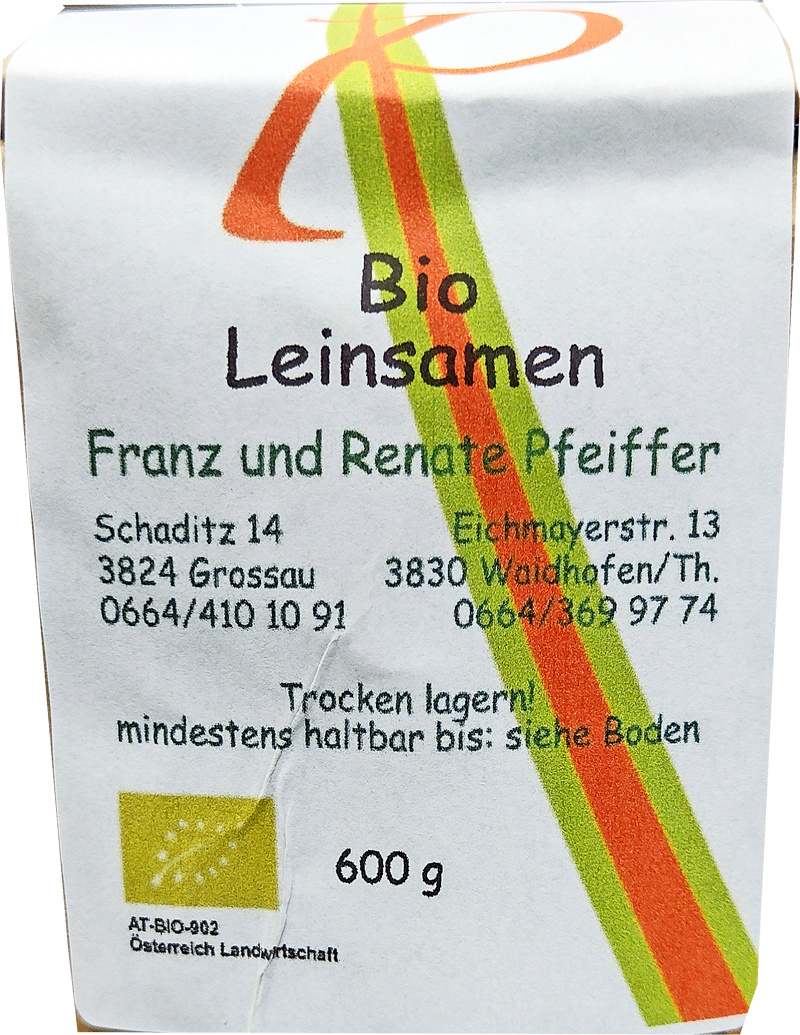 Bio
Leinsamen
Franz und Renate Pfeiffer
Schaditz 14 Eichmayerstr. 13
3824 Grossau 3830 Waidhofen/Th.
0664/410 10 91 0664/369 97 74
Trocken lagern!
mindestens haltbar bis: siehe Boden
600 g
AT-BIO-902
Österreich Landwirtschaft